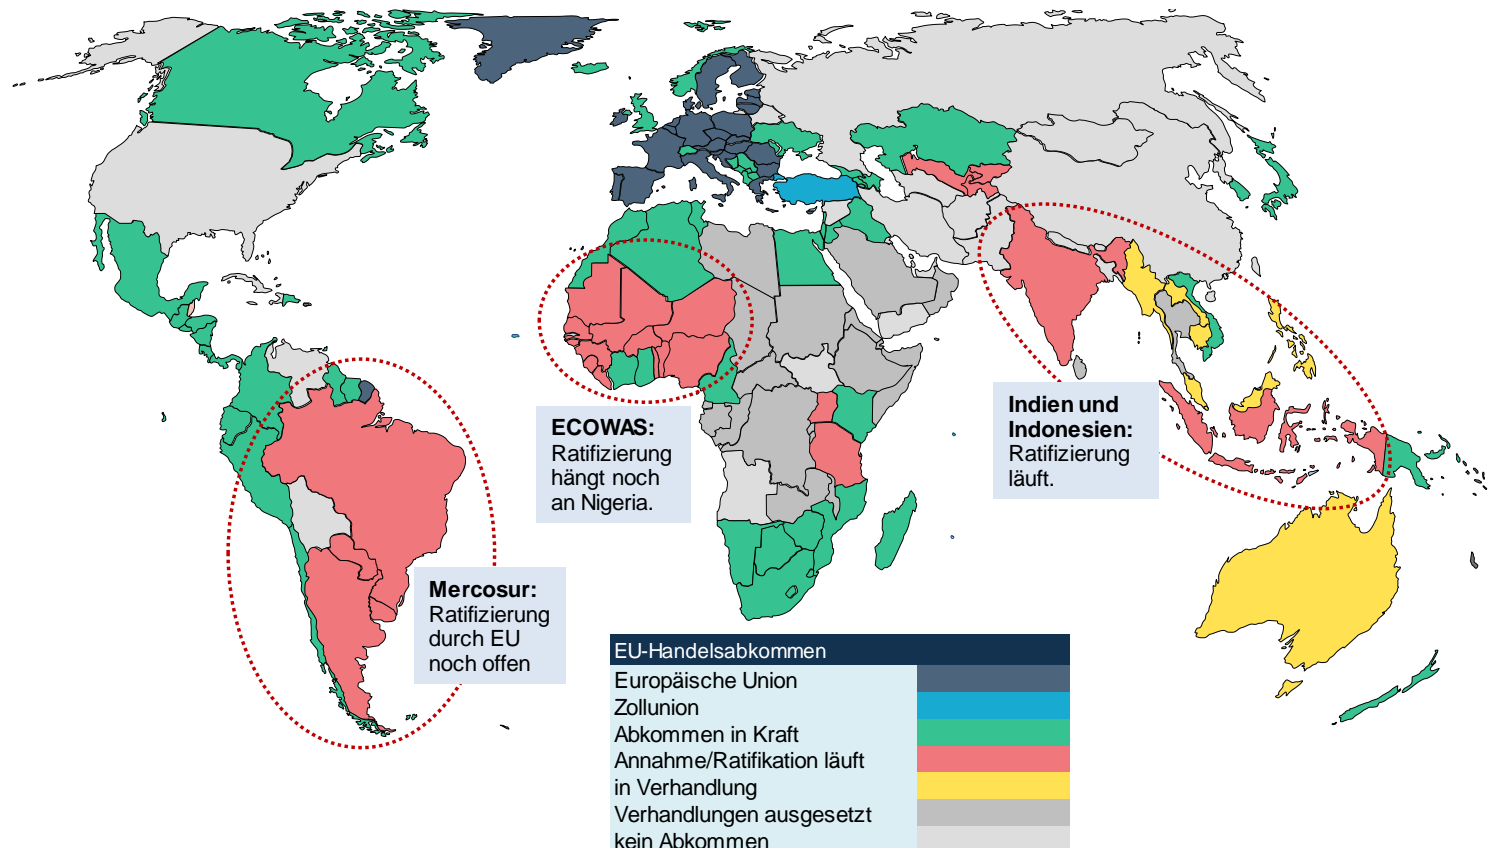 ECOWAS:
Ratifizierung
hängt noch
an Nigeria.
Indien und
Indonesien:
Ratifizierung
läuft.
Mercosur:
Ratifizierung
durch EU
noch offen
EU-Handelsabkommen
Europäische Union
Zollunion
Abkommen in Kraft
Annahme/Ratifikation läuft
in Verhandlung
Verhandlungen ausgesetzt
kein Abkommen